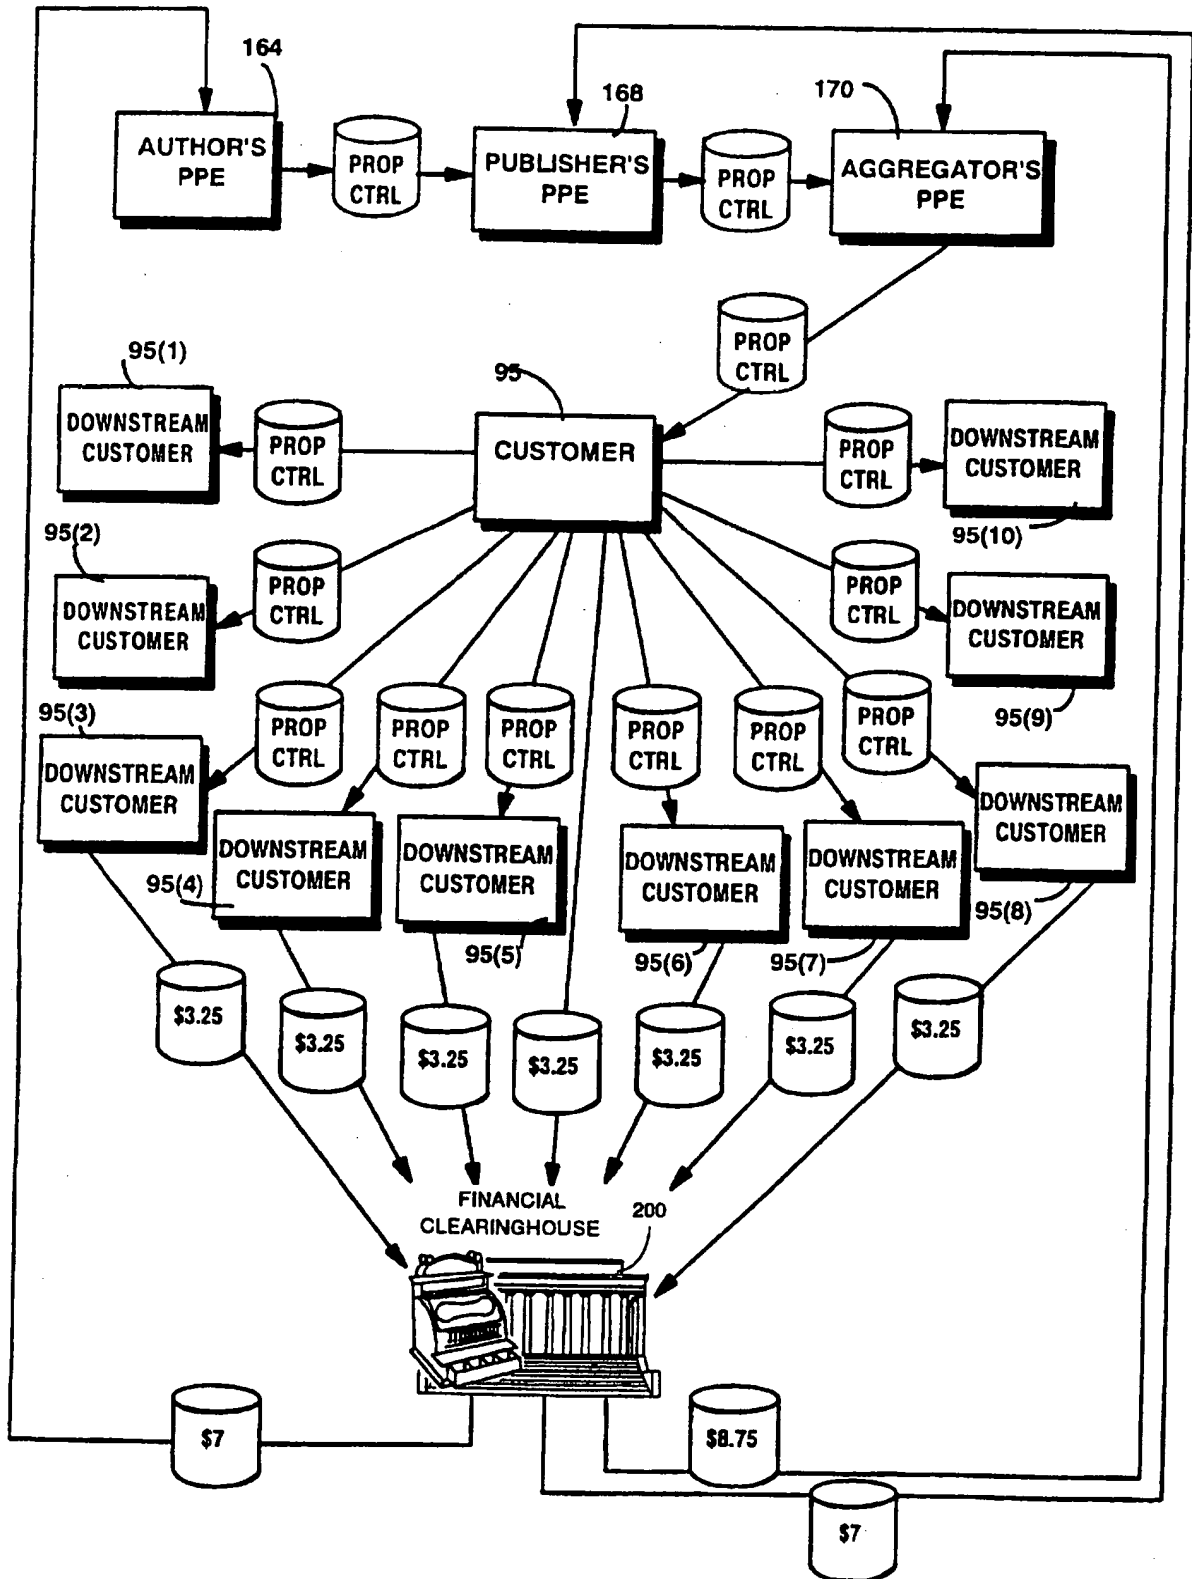 164
168
170
AUTHOR'S
PPE
PROP
CTRL
PUBLISHER'S
PPE
PROP
CTRL
AGGREGATOR'S
PPE
PROP
CTRL
95(1)
95
DOWNSTREAM
CUSTOMER
PROP
CTRL
CUSTOMER
PROP
CTRL
DOWNSTREAM
CUSTOMER
95(10)
95(2)
DOWNSTREAM
CUSTOMER
PROP
CTRL
PROP
CTRL
DOWNSTREAM
CUSTOMER
95(9)
95(3)
DOWNSTREAM
CUSTOMER
PROP
CTRL
PROP
CTRL
PROP
CTRL
PROP
CTRL
PROP
CTRL
PROP
CTRL
DOWNSTREAM
CUSTOMER
95(8)
DOWNSTREAM
CUSTOMER
95(4)
DOWNSTREAM
CUSTOMER
95(5)
DOWNSTREAM
CUSTOMER
95(6)
DOWNSTREAM
CUSTOMER
95(7)
$3.25
$3.25
$3.25
$3.25
$3.25
$3.25
$3.25
FINANCIAL
CLEARINGHOUSE
200
$7
$8.75
$7